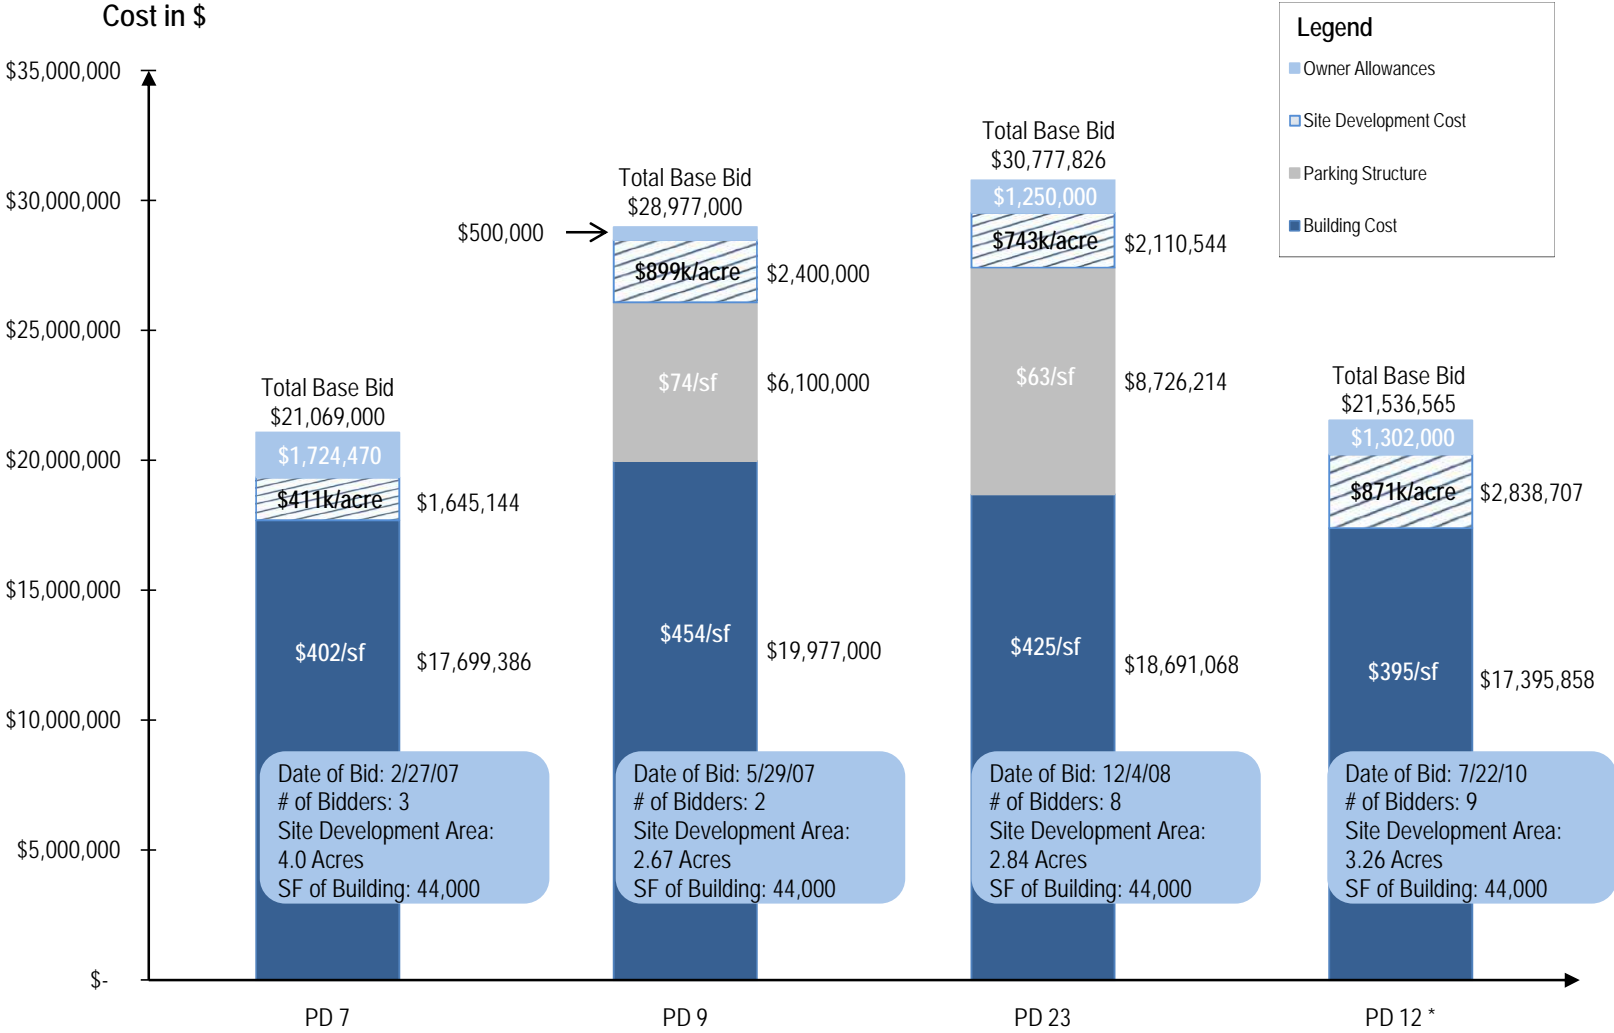 Cost in $
Legend
Owner Allowances
Site Development Cost
Parking Structure
Building Cost
$35,000,000
$30,000,000
$25,000,000
$20,000,000
$15,000,000
$10,000,000
$5,000,000
$-
Total Base Bid
$21,069,000
$1,724,470
$411k/acre
$1,645,144
$402/sf
$17,699,386
Date of Bid: 2/27/07
# of Bidders: 3
Site Development Area:
4.0 Acres
SF of Building: 44,000
PD 7
Total Base Bid
$28,977,000
$500,000
$899k/acre
$2,400,000
$74/sf
$6,100,000
$454/sf
$19,977,000
Date of Bid: 5/29/07
# of Bidders: 2
Site Development Area:
2.67 Acres
SF of Building: 44,000
PD 9
Total Base Bid
$30,777,826
$1,250,000
$743k/acre
$2,110,544
$63/sf
$8,726,214
$425/sf
$18,691,068
Date of Bid: 12/4/08
# of Bidders: 8
Site Development Area:
2.84 Acres
SF of Building: 44,000
PD 23
Total Base Bid
$21,536,565
$1,302,000
$871k/acre
$2,838,707
$395/sf
$17,395,858
Date of Bid: 7/22/10
# of Bidders: 9
Site Development Area:
3.26 Acres
SF of Building: 44,000
PD 12 *